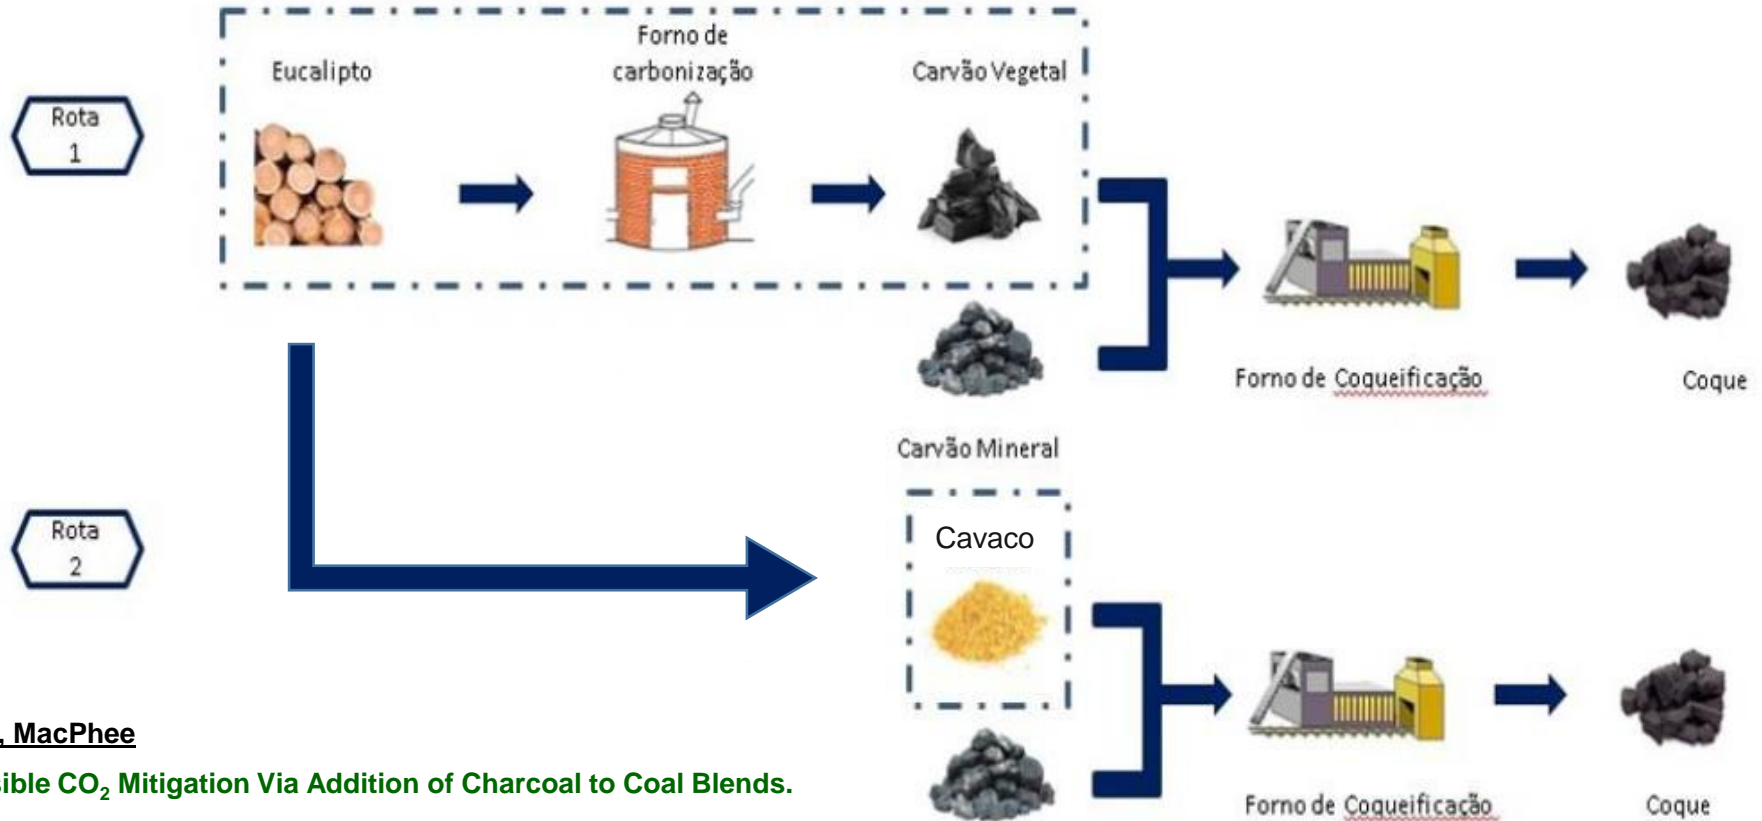 Forno de
Eucalipto
carbonização
Carvão Vegetal
Rota
1
Forno de Coqueificação
Coque
Carvão Mineral
Rota
2
Cavaco
, MacPhee
sible CO₂ Mitigation Via Addition of Charcoal to Coal Blends.
Forno de Coqueificação
Coque